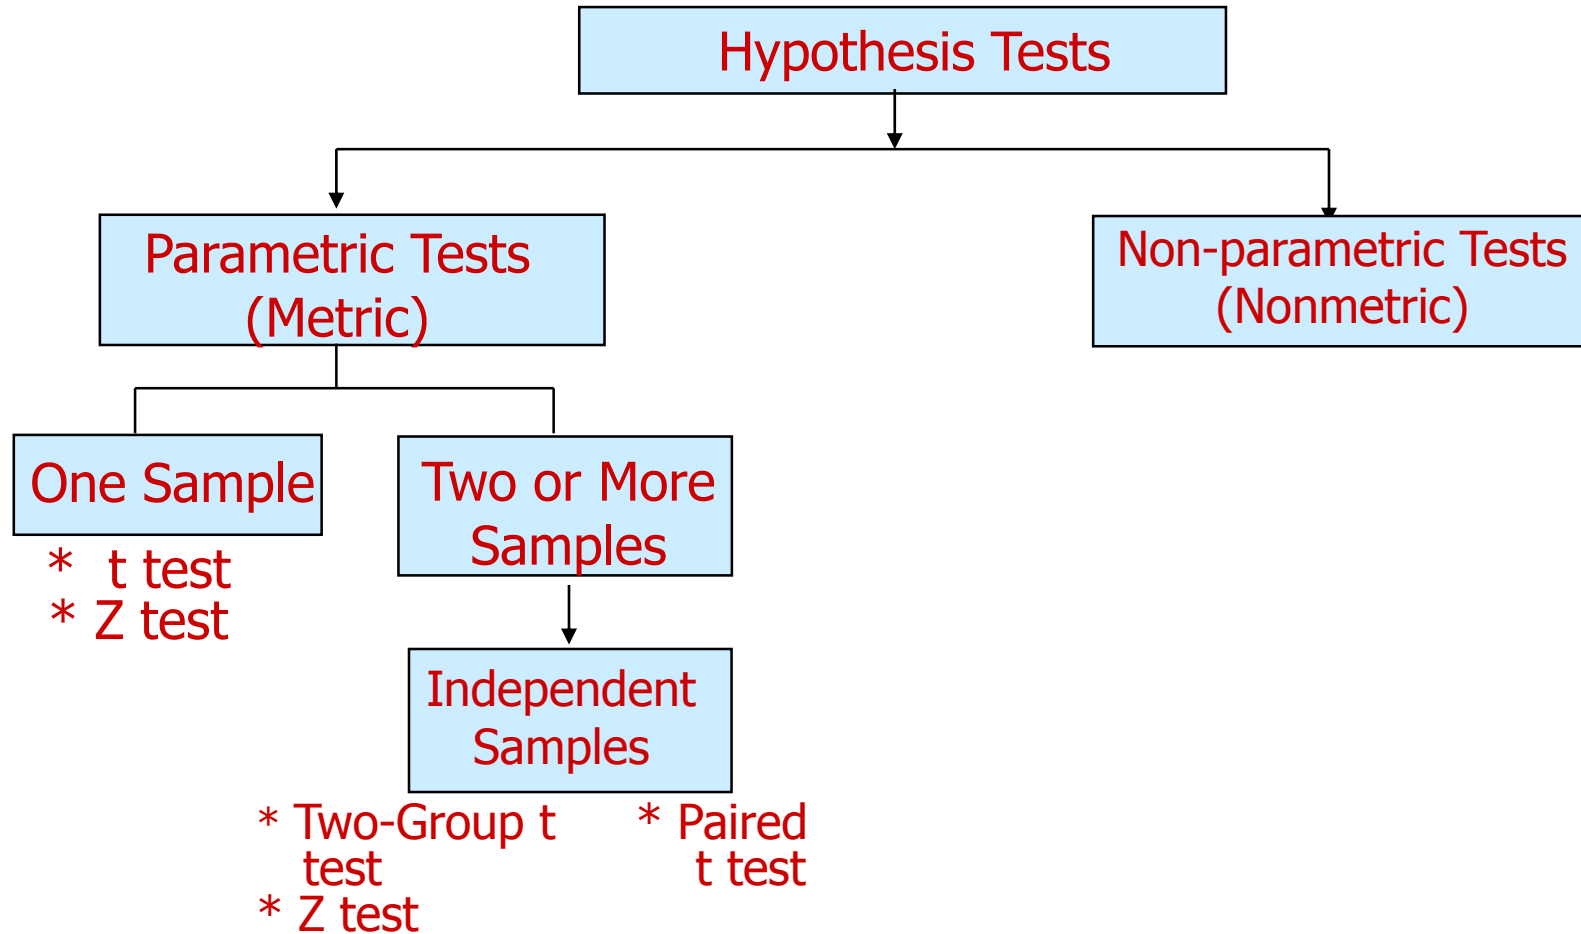 Hypothesis Tests
Parametric Tests
(Metric)
Non-parametric Tests
(Nonmetric)
One Sample
* t test
* Z test
Two or More
Samples
Independent
Samples
* Two-Group t
test
* Z test
* Paired
t test